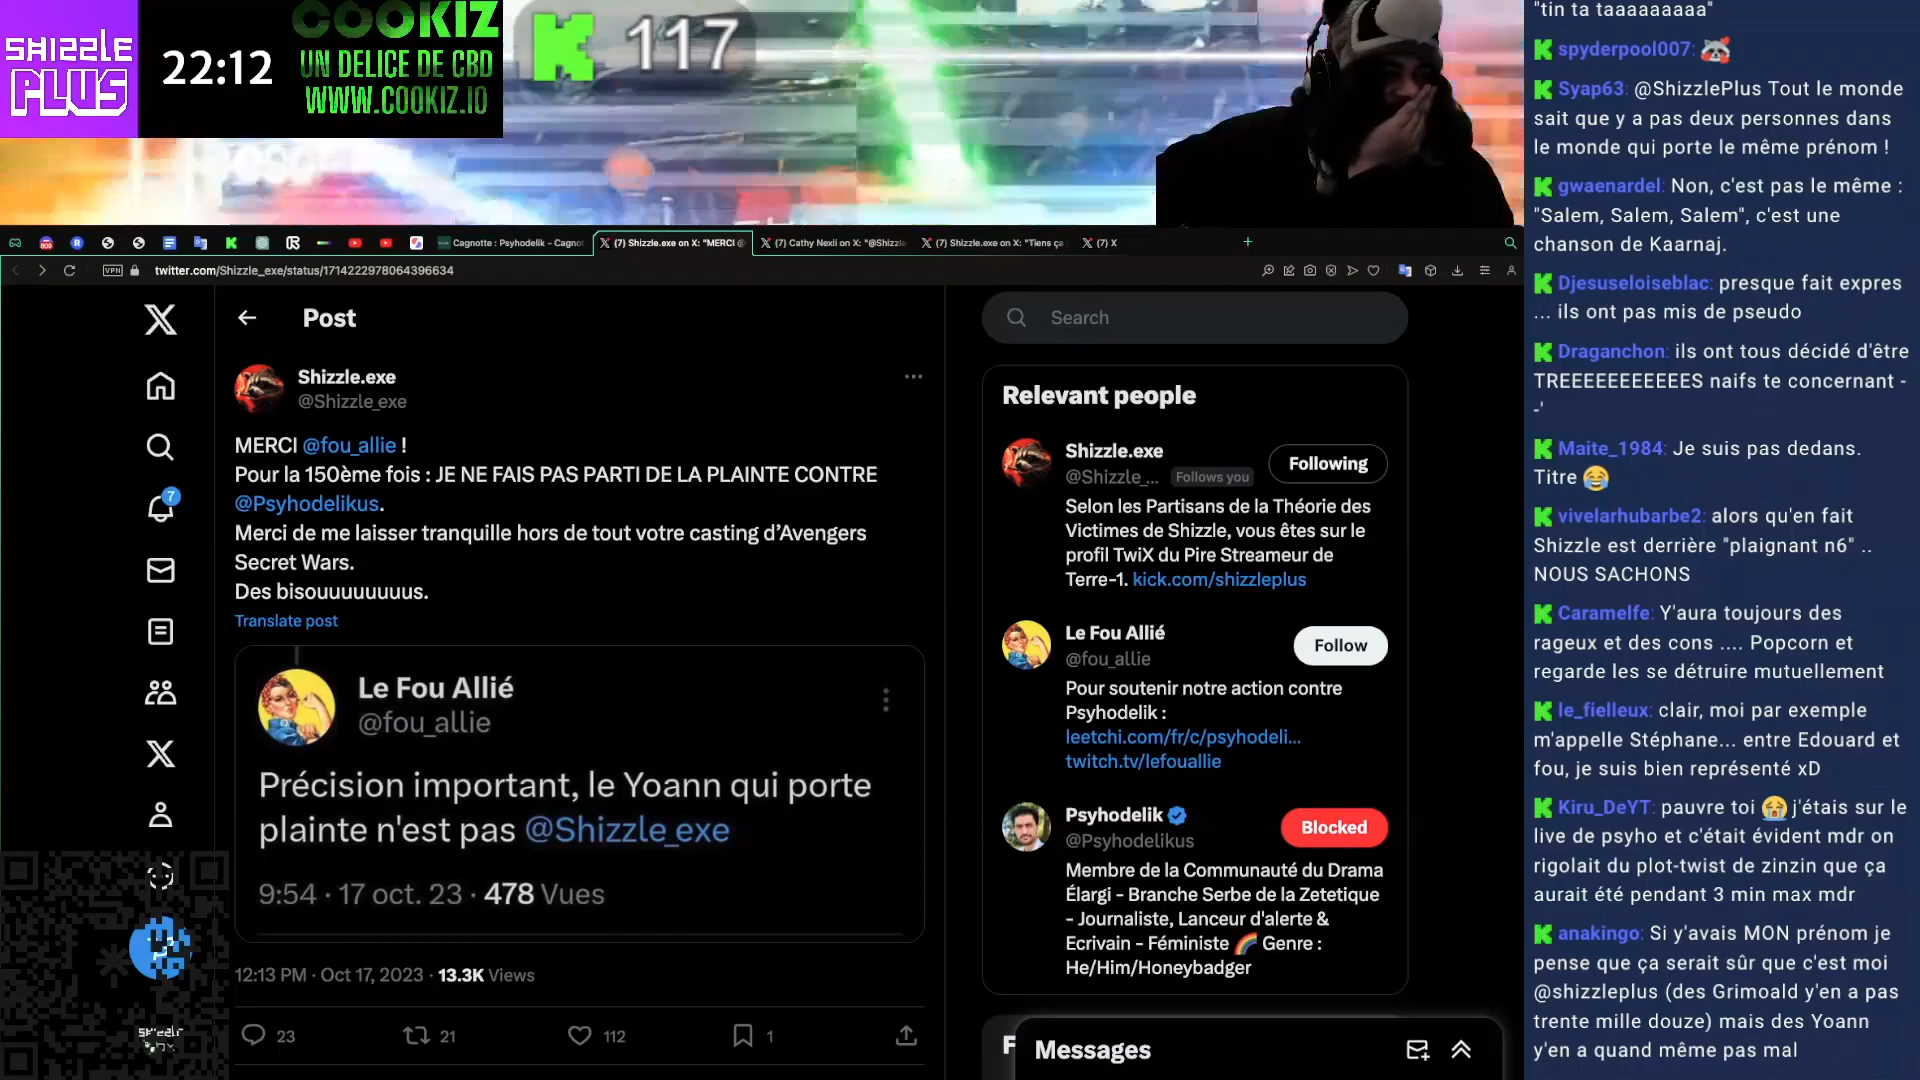 SHIZZLE
PLUS
22:12
COOKIZ
UN DELICE DE CBD
WWW.COOKIZ.IO
117
Cagnotte : Psyhodelik - Cagnot
(7) Shizzle.exe on X: "MERCI @
(7) Cathy Nexii on X: "@Shizzle
(7) Shizzle.exe on X: "Tiens ça
(7) X
VPN
twitter.com/Shizzle_exe/status/1714222978064396634
Post
Shizzle.exe
@Shizzle_exe
MERCI @fou_allie !
Pour la 150ème fois : JE NE FAIS PAS PARTI DE LA PLAINTE CONTRE
@Psyhodelikus.
Merci de me laisser tranquille hors de tout votre casting d’Avengers
Secret Wars.
Des bisouuuuuuuus.
Translate post
Le Fou Allié
@fou_allie
Précision important, le Yoann qui porte
plainte n'est pas @Shizzle_exe
9:54 · 17 oct. 23 · 478 Vues
12:13 PM · Oct 17, 2023 · 13.3K Views
23
21
112
1
7
Search
Relevant people
Shizzle.exe
@Shizzle_... Follows you
Following
Selon les Partisans de la Théorie des
Victimes de Shizzle, vous êtes sur le
profil TwiX du Pire Streameur de
Terre-1. kick.com/shizzleplus
Le Fou Allié
@fou_allie
Follow
Pour soutenir notre action contre
Psyhodelik :
leetchi.com/fr/c/psyhodeli...
twitch.tv/lefouallie
Psyhodelik
@Psyhodelikus
Blocked
Membre de la Communauté du Drama
Élargi - Branche Serbe de la Zetetique
- Journaliste, Lanceur d'alerte &
Ecrivain - Féministe 🌈 Genre :
He/Him/Honeybadger
Messages
"tin ta taaaaaaaaa"
spyderpool007:
Syap63: @ShizzlePlus Tout le monde
sait que y a pas deux personnes dans
le monde qui porte le même prénom !
gwaenardel: Non, c'est pas le même :
"Salem, Salem, Salem", c'est une
chanson de Kaarnaj.
Djesuseloiseblac: presque fait expres
... ils ont pas mis de pseudo
Draganchon: ils ont tous décidé d'être
TREEEEEEEEEEES naifs te concernant -
-'
Maite_1984: Je suis pas dedans.
Titre 😂
vivelarhubarbe2: alors qu'en fait
Shizzle est derrière "plaignant n6" ..
NOUS SACHONS
Caramelfe: Y'aura toujours des
rageux et des cons .... Popcorn et
regarde les se détruire mutuellement
le_fielleux: clair, moi par exemple
m'appelle Stéphane... entre Edouard et
fou, je suis bien représenté xD
Kiru_DeYT: pauvre toi 😭 j'étais sur le
live de psyho et c'était évident mdr on
rigolait du plot-twist de zinzin que ça
aurait été pendant 3 min max mdr
anakingo: Si y'avais MON prénom je
pense que ça serait sûr que c'est moi
@shizzleplus (des Grimoald y'en a pas
trente mille douze) mais des Yoann
y'en a quand même pas mal